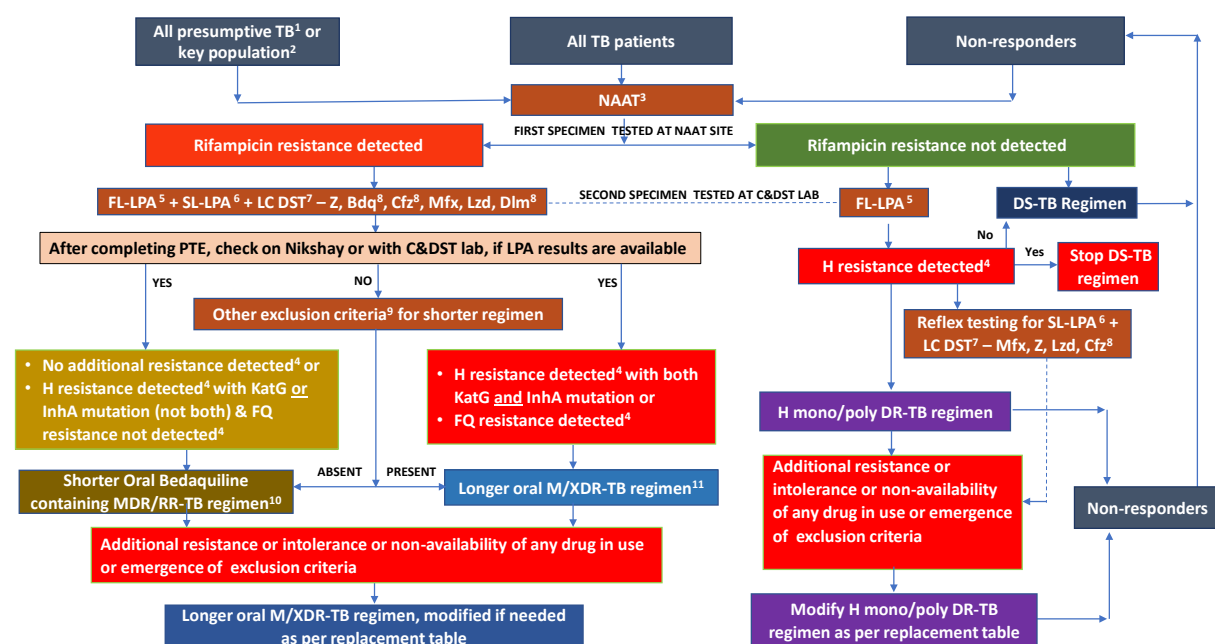 All presumptive TB¹ or
key population²
All TB patients
Non-responders
NAAT³
FIRST SPECIMEN TESTED AT NAAT SITE
Rifampicin resistance detected
Rifampicin resistance not detected
FL-LPA⁵ + SL-LPA⁶ + LC DST⁷ – Z, Bdq⁸, Cfz⁸, Mfx, Lzd, Dlm⁸
SECOND SPECIMEN TESTED AT C&DST LAB
FL-LPA⁵
DS-TB Regimen
After completing PTE, check on Nikshay or with C&DST lab, if LPA results are available
No
H resistance detected⁴
Yes
Stop DS-TB
regimen
YES
NO
YES
Other exclusion criteria⁹ for shorter regimen
Reflex testing for SL-LPA⁶ +
LC DST⁷ – Mfx, Z, Lzd, Cfz⁸
• No additional resistance detected⁴ or
• H resistance detected⁴ with KatG or
InhA mutation (not both) & FQ
resistance not detected⁴
• H resistance detected⁴ with both
KatG and InhA mutation or
• FQ resistance detected⁴
H mono/poly DR-TB regimen
ABSENT
PRESENT
Shorter Oral Bedaquiline
containing MDR/RR-TB regimen¹⁰
Longer oral M/XDR-TB regimen¹¹
Additional resistance or
intolerance or non-availability
of any drug in use or emergence
of exclusion criteria
Non-responders
Additional resistance or intolerance or non-availability of any drug in use
or emergence of exclusion criteria
Longer oral M/XDR-TB regimen, modified if needed
as per replacement table
Modify H mono/poly DR-TB
regimen as per replacement table